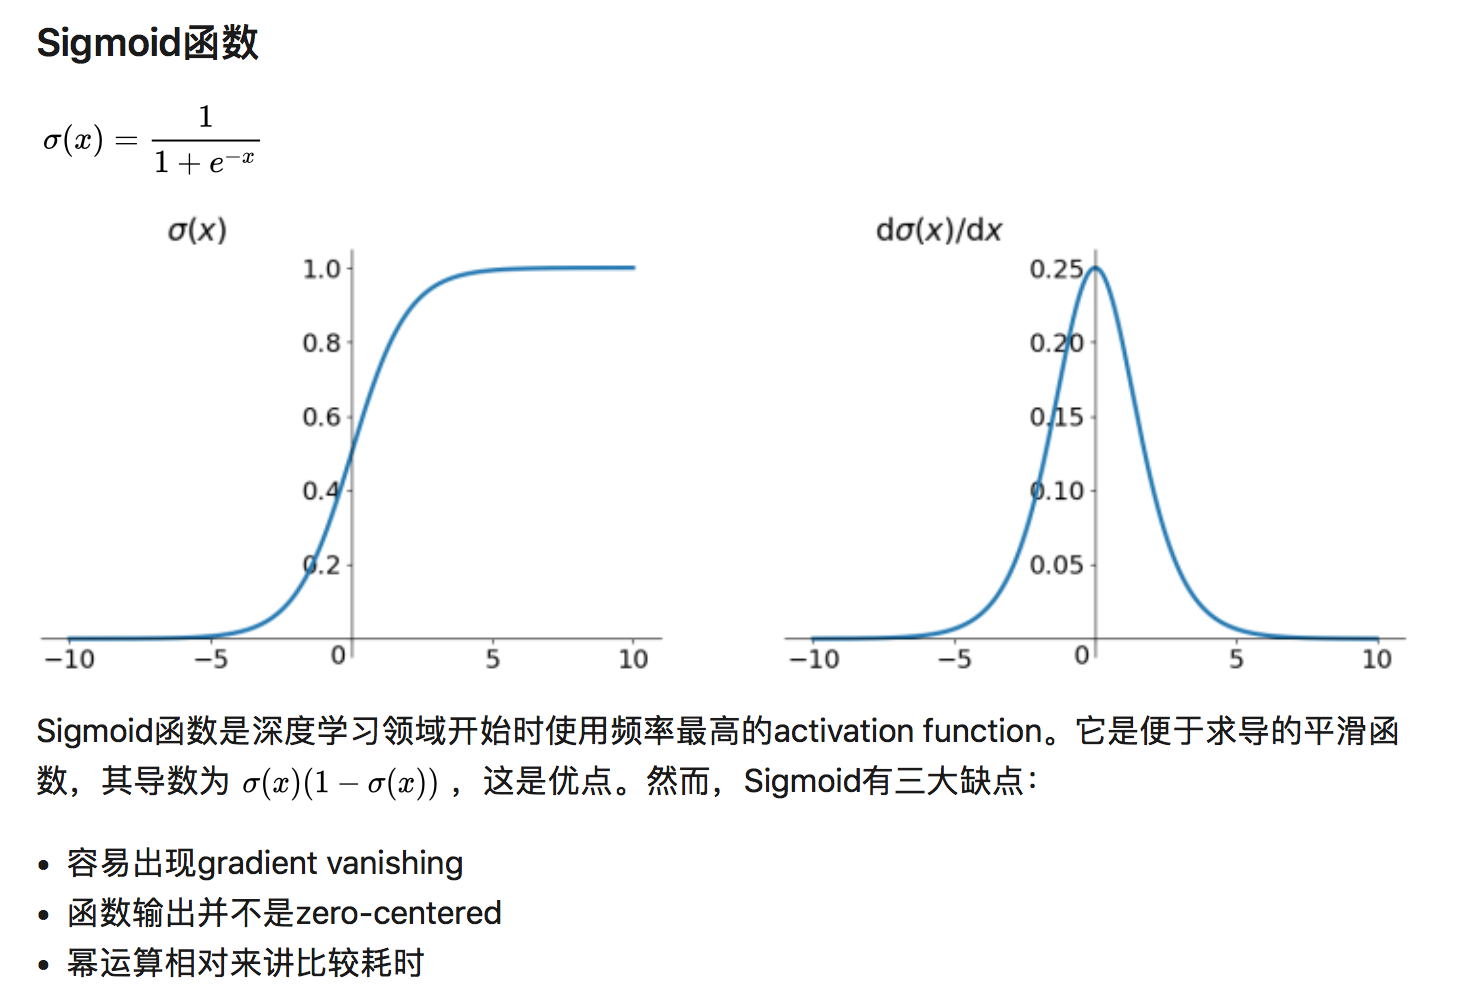 Sigmoid函数
σ(x) = 1 / (1 + e^{-x})
σ(x)
1.0
0.8
0.6
0.4
0.2
−10 −5 0 5 10
dσ(x)/dx
0.25
0.20
0.15
0.10
0.05
−10 −5 0 5 10
Sigmoid函数是深度学习领域开始时使用频率最高的activation function。它是便于求导的平滑函
数，其导数为 σ(x)(1 − σ(x)) ，这是优点。然而，Sigmoid有三大缺点：
• 容易出现gradient vanishing
• 函数输出并不是zero-centered
• 幂运算相对来讲比较耗时